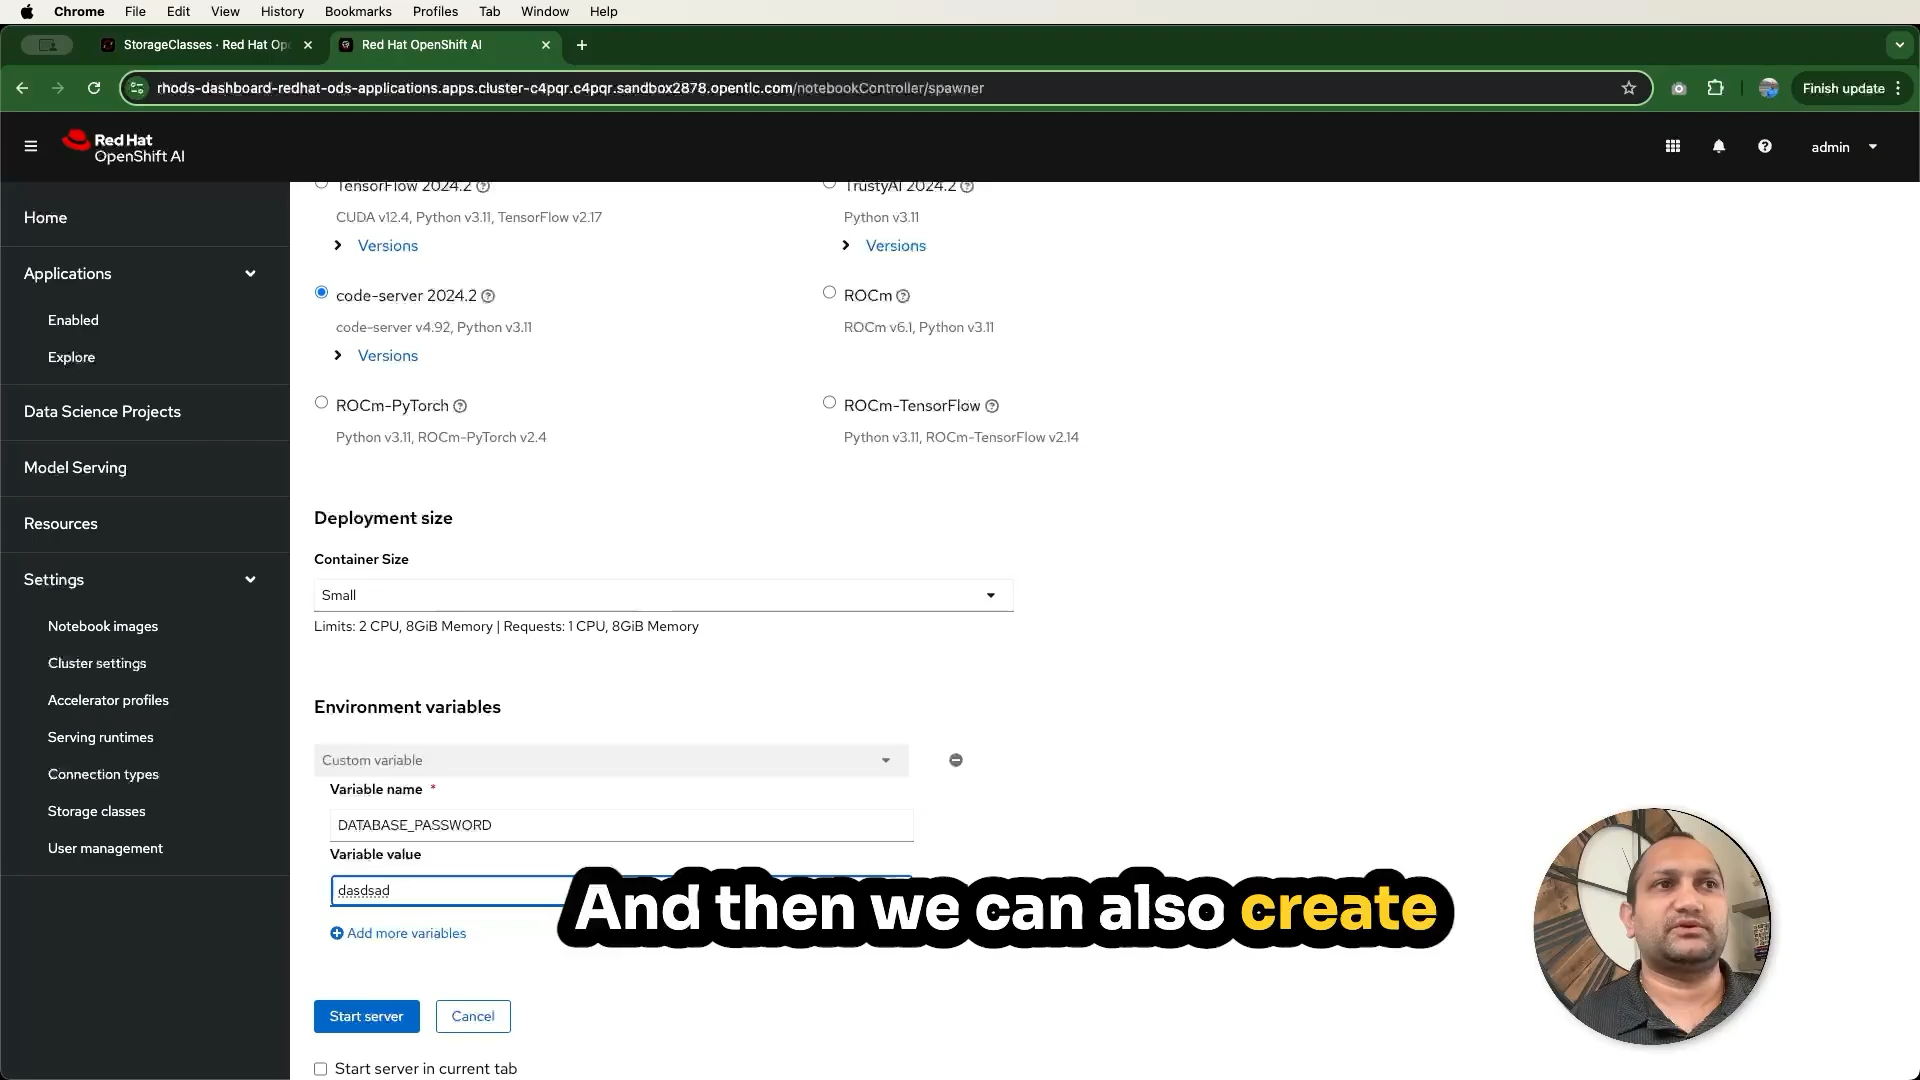 Chrome File Edit View History Bookmarks Profiles Tab Window Help
StorageClasses · Red Hat Op
Red Hat OpenShift AI
rhods-dashboard-redhat-ods-applications.apps.cluster-c4pqr.c4pqr.sandbox2878.opentlc.com/notebookController/spawner
Finish update
Red Hat
OpenShift AI
admin
Home
Applications
Enabled
Explore
Data Science Projects
Model Serving
Resources
Settings
Notebook images
Cluster settings
Accelerator profiles
Serving runtimes
Connection types
Storage classes
User management
TensorFlow 2024.2
CUDA v12.4, Python v3.11, TensorFlow v2.17
Versions
TrustyAI 2024.2
Python v3.11
Versions
code-server 2024.2
code-server v4.92, Python v3.11
Versions
ROCm
ROCm v6.1, Python v3.11
ROCm-PyTorch
Python v3.11, ROCm-PyTorch v2.4
ROCm-TensorFlow
Python v3.11, ROCm-TensorFlow v2.14
Deployment size
Container Size
Small
Limits: 2 CPU, 8GiB Memory | Requests: 1 CPU, 8GiB Memory
Environment variables
Custom variable
Variable name *
DATABASE_PASSWORD
Variable value
dasdsad
And then we can also create
Add more variables
Start server
Cancel
Start server in current tab